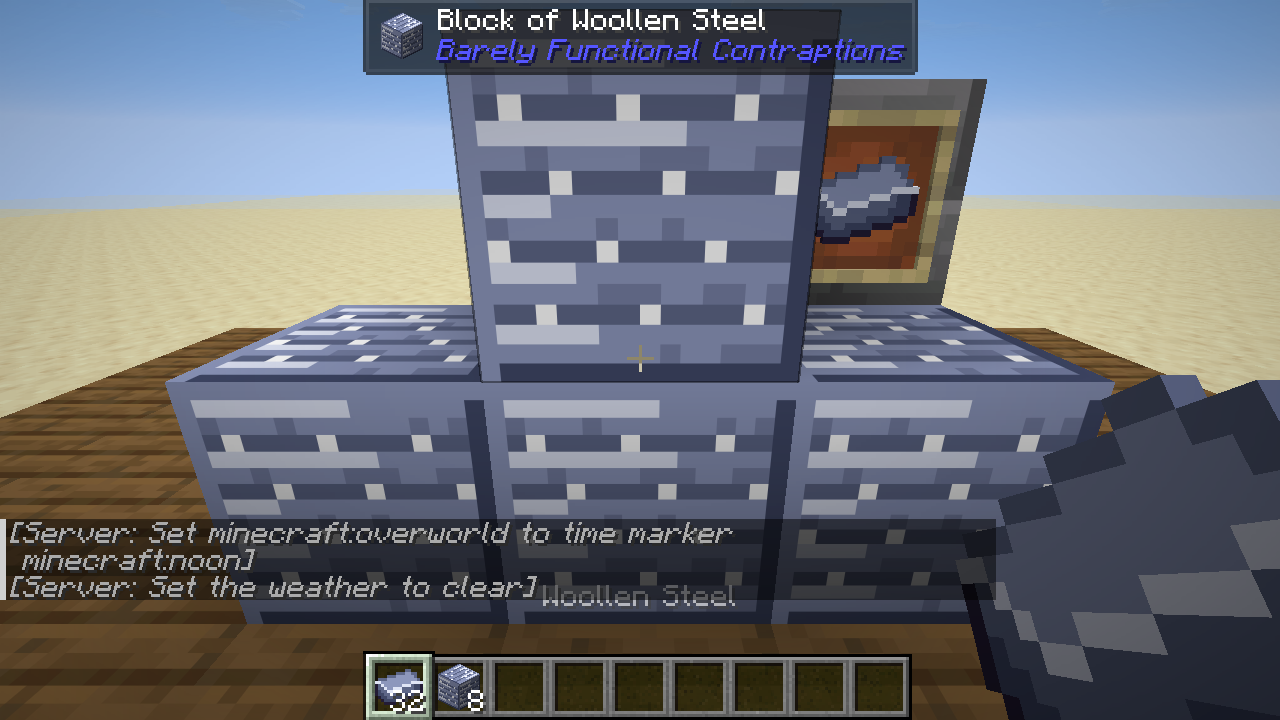 Block of Woollen Steel
Barely Functional Contraptions
[Server: Set minecraft:overworld to time marker
minecraft:noon]
[Server: Set the weather to clear]
Woollen Steel
32
8